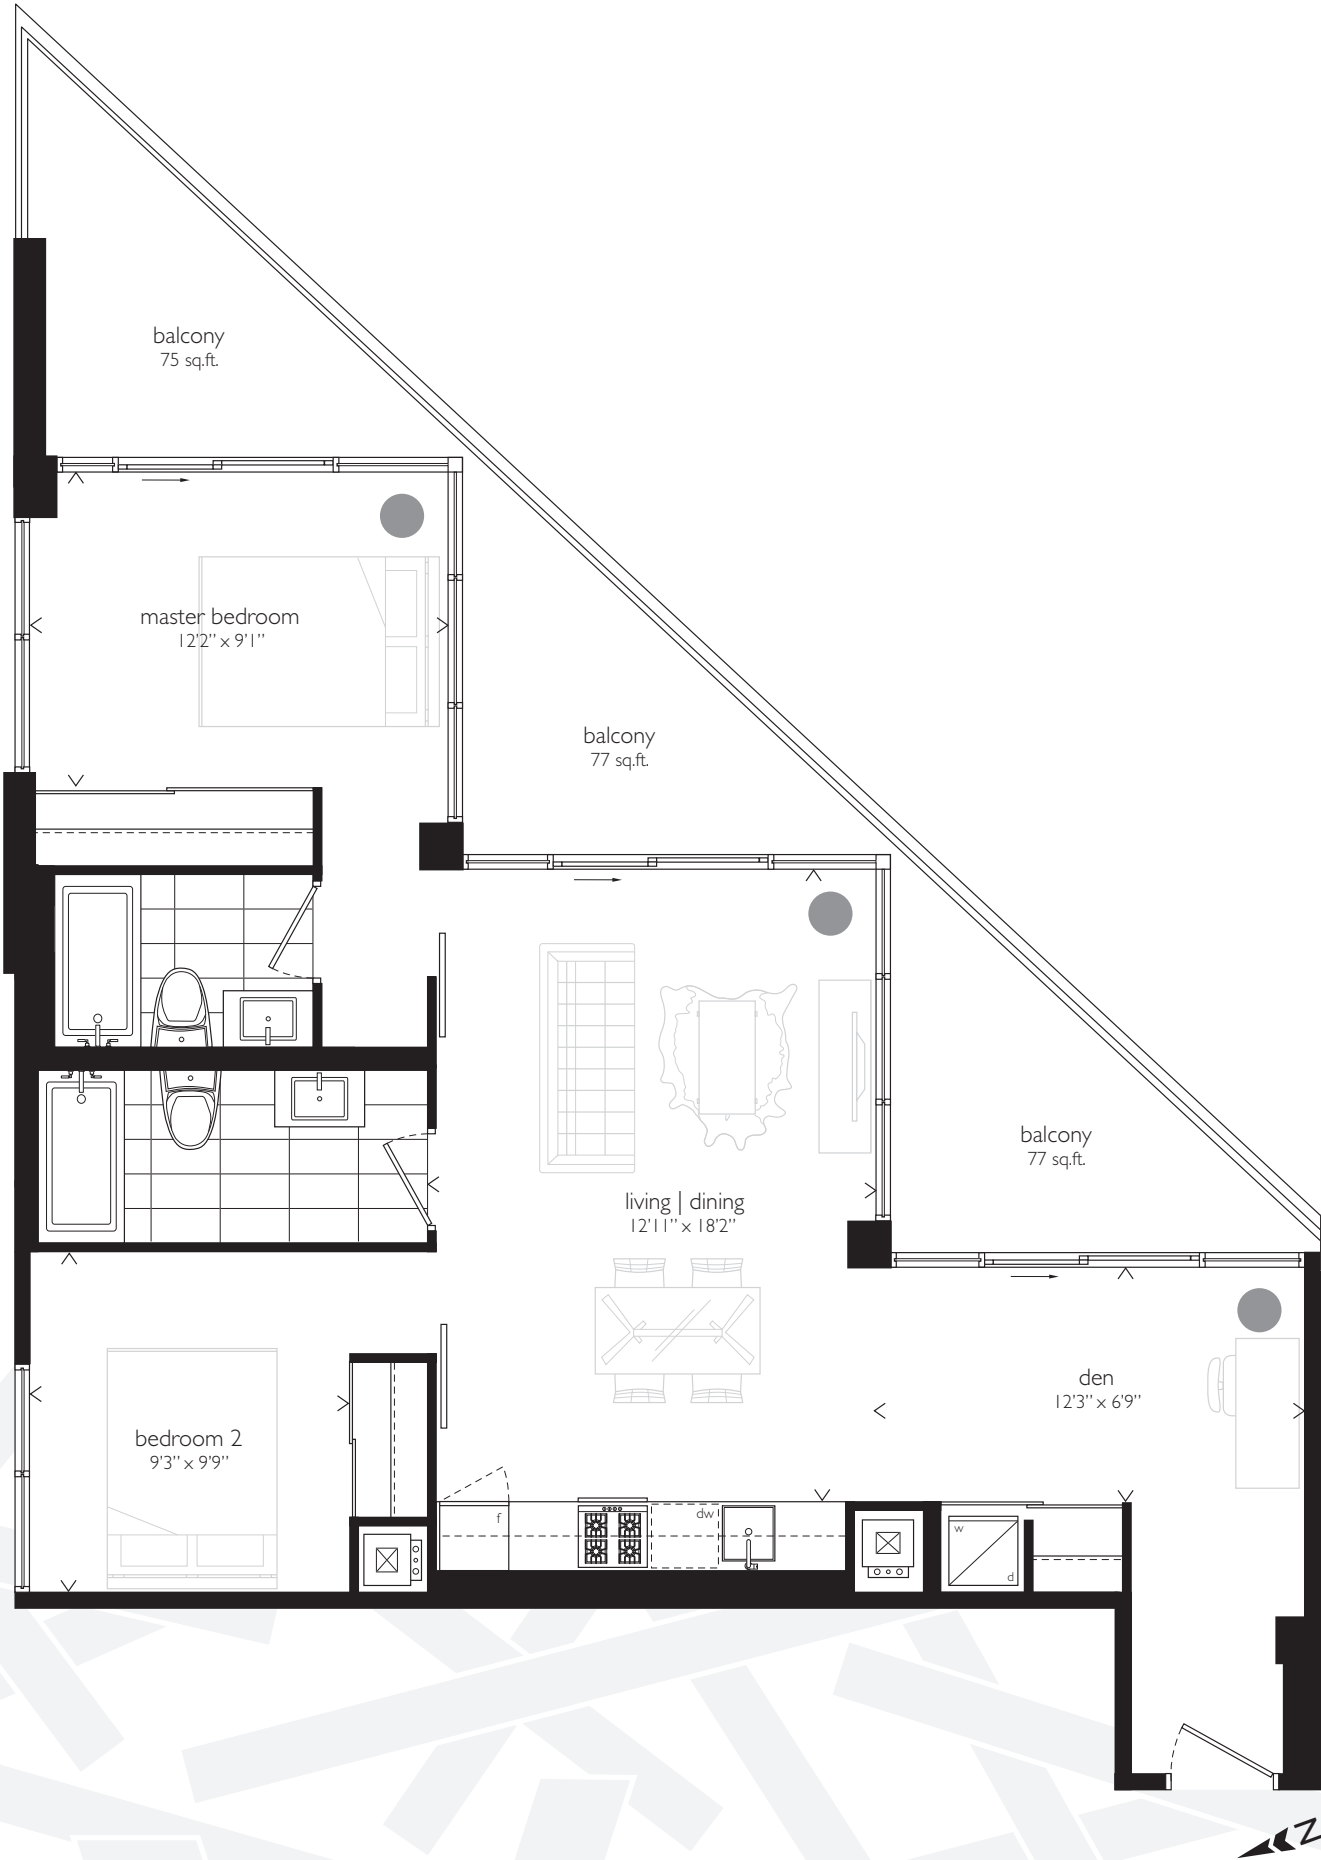 balcony
75 sq.ft.
master bedroom
12'2" x 9'1"
balcony
77 sq.ft.
balcony
77 sq.ft.
living | dining
12'11" x 18'2"
den
12'3" x 6'9"
bedroom 2
9'3" x 9'9"
f
dw
w
d
N